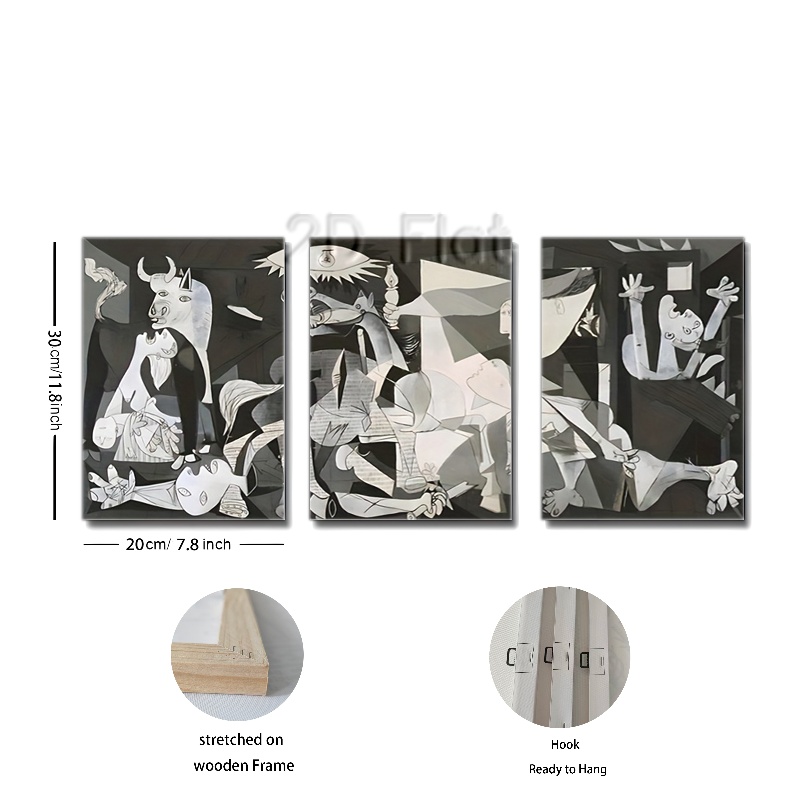 2D Flat
30cm/11.8inch
20cm/ 7.8 inch
stretched on
wooden Frame
Hook
Ready to Hang